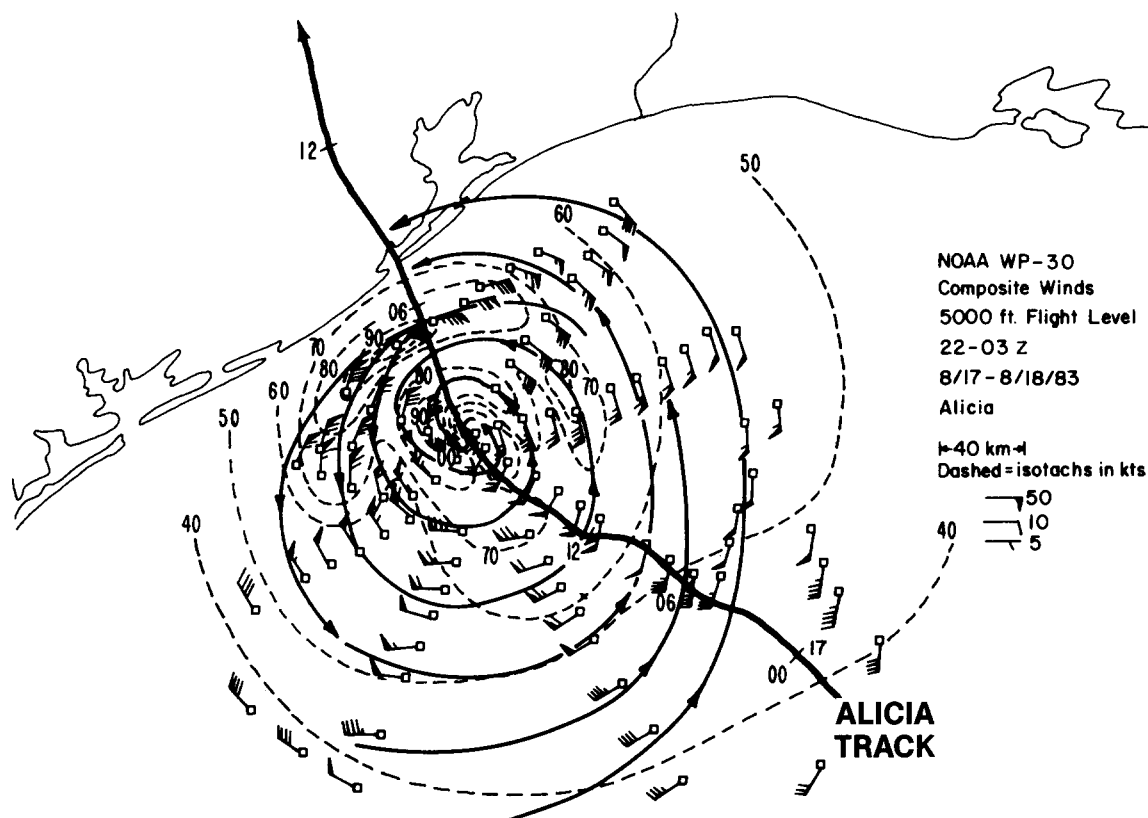 12
50
60
NOAA WP-30
Composite Winds
5000 ft. Flight Level
22-03 Z
8/17-8/18/83
Alicia
40 km
Dashed=isotachs in kts
50
10
5
06
90
70
80
60
50
40
80
90
00
70
70
12
06
40
17
00
ALICIA
TRACK